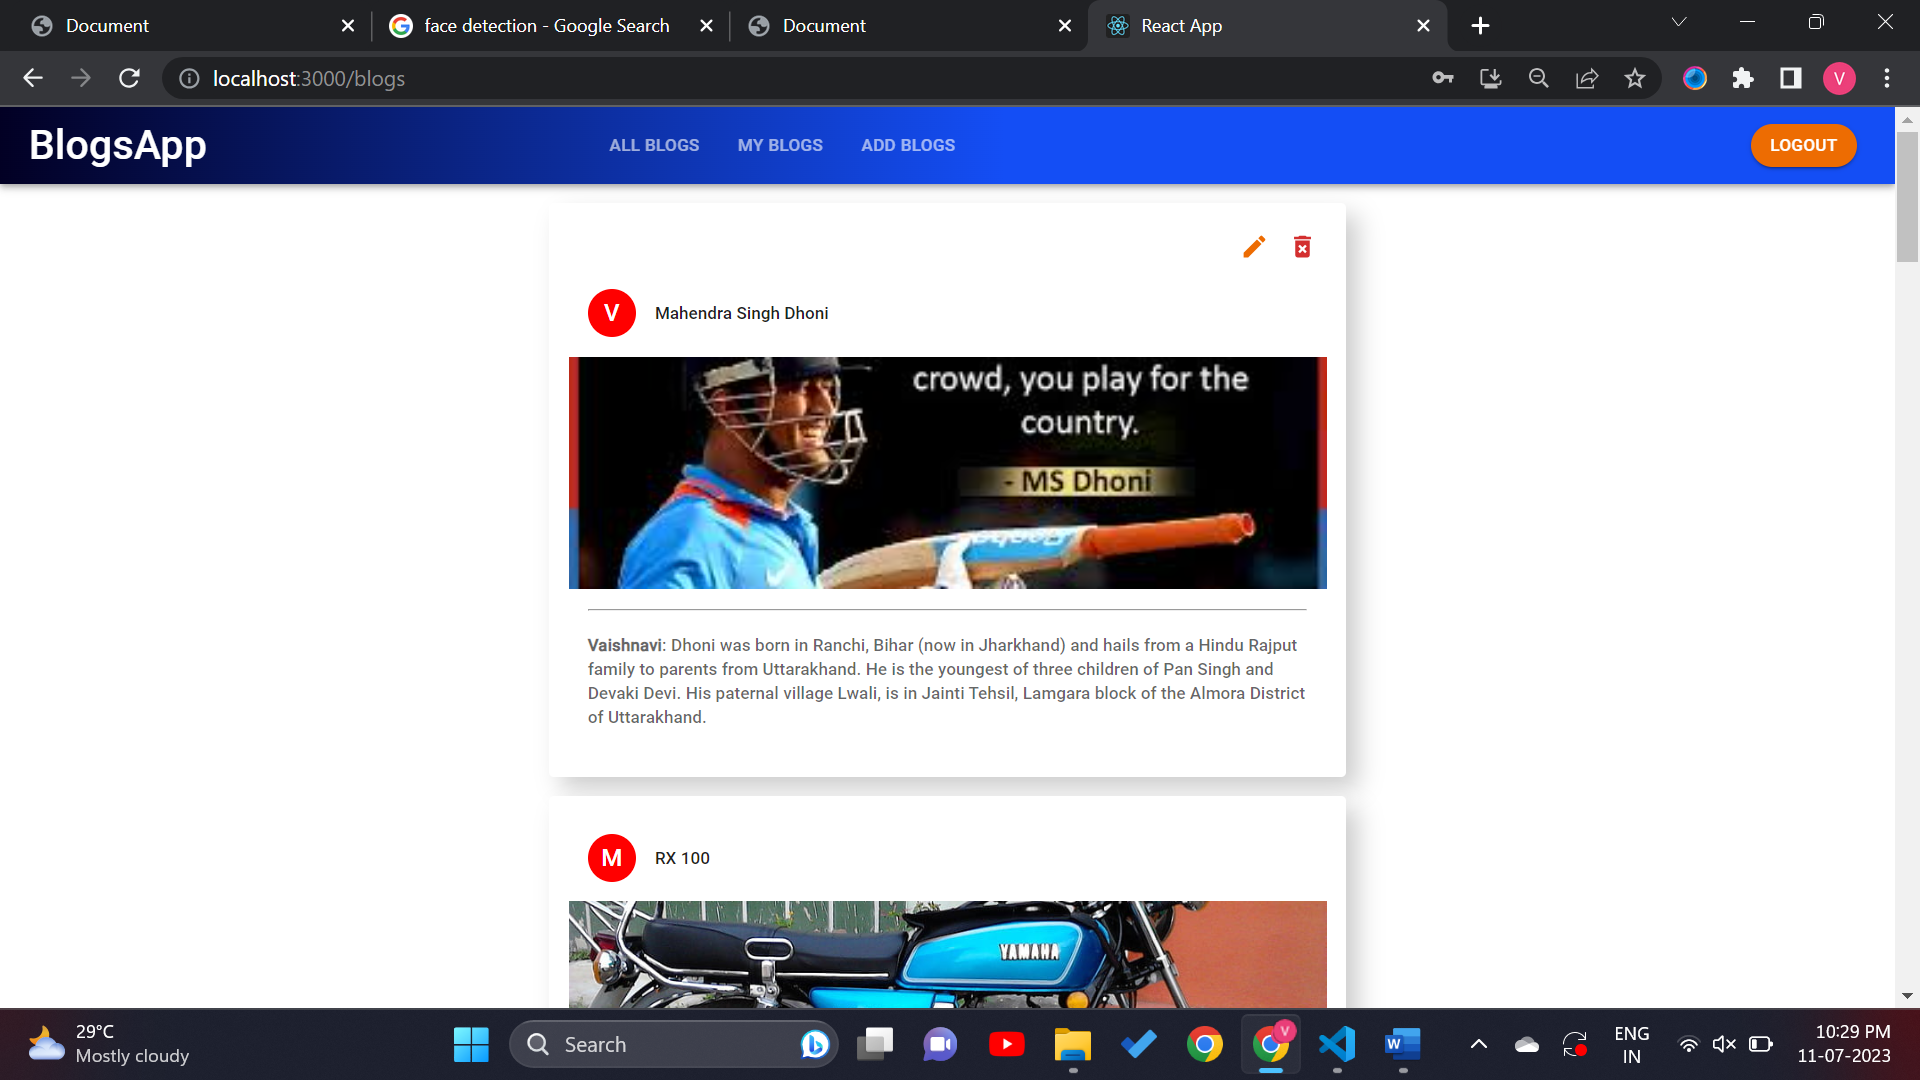 Document
face detection - Google Search
Document
React App
localhost:3000/blogs
V
BlogsApp
ALL BLOGS
MY BLOGS
ADD BLOGS
LOGOUT
V
Mahendra Singh Dhoni
crowd, you play for the
country.
- MS Dhoni
Vaishnavi: Dhoni was born in Ranchi, Bihar (now in Jharkhand) and hails from a Hindu Rajput
family to parents from Uttarakhand. He is the youngest of three children of Pan Singh and
Devaki Devi. His paternal village Lwali, is in Jainti Tehsil, Lamgara block of the Almora District
of Uttarakhand.
M
RX 100
YAMAHA
29°C
Mostly cloudy
Search
V
W
ENG
IN
10:29 PM
11-07-2023